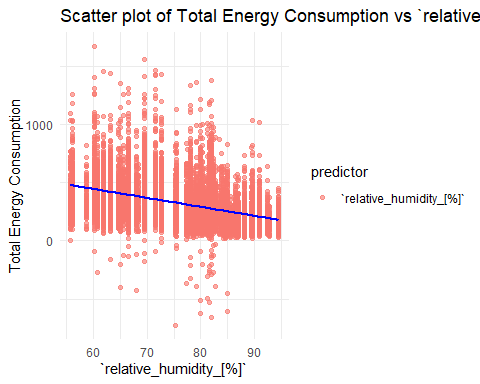 Scatter plot of Total Energy Consumption vs `relative
Total Energy Consumption
1000
0
60
70
80
90
`relative_humidity_[%]`
predictor
`relative_humidity_[%]`